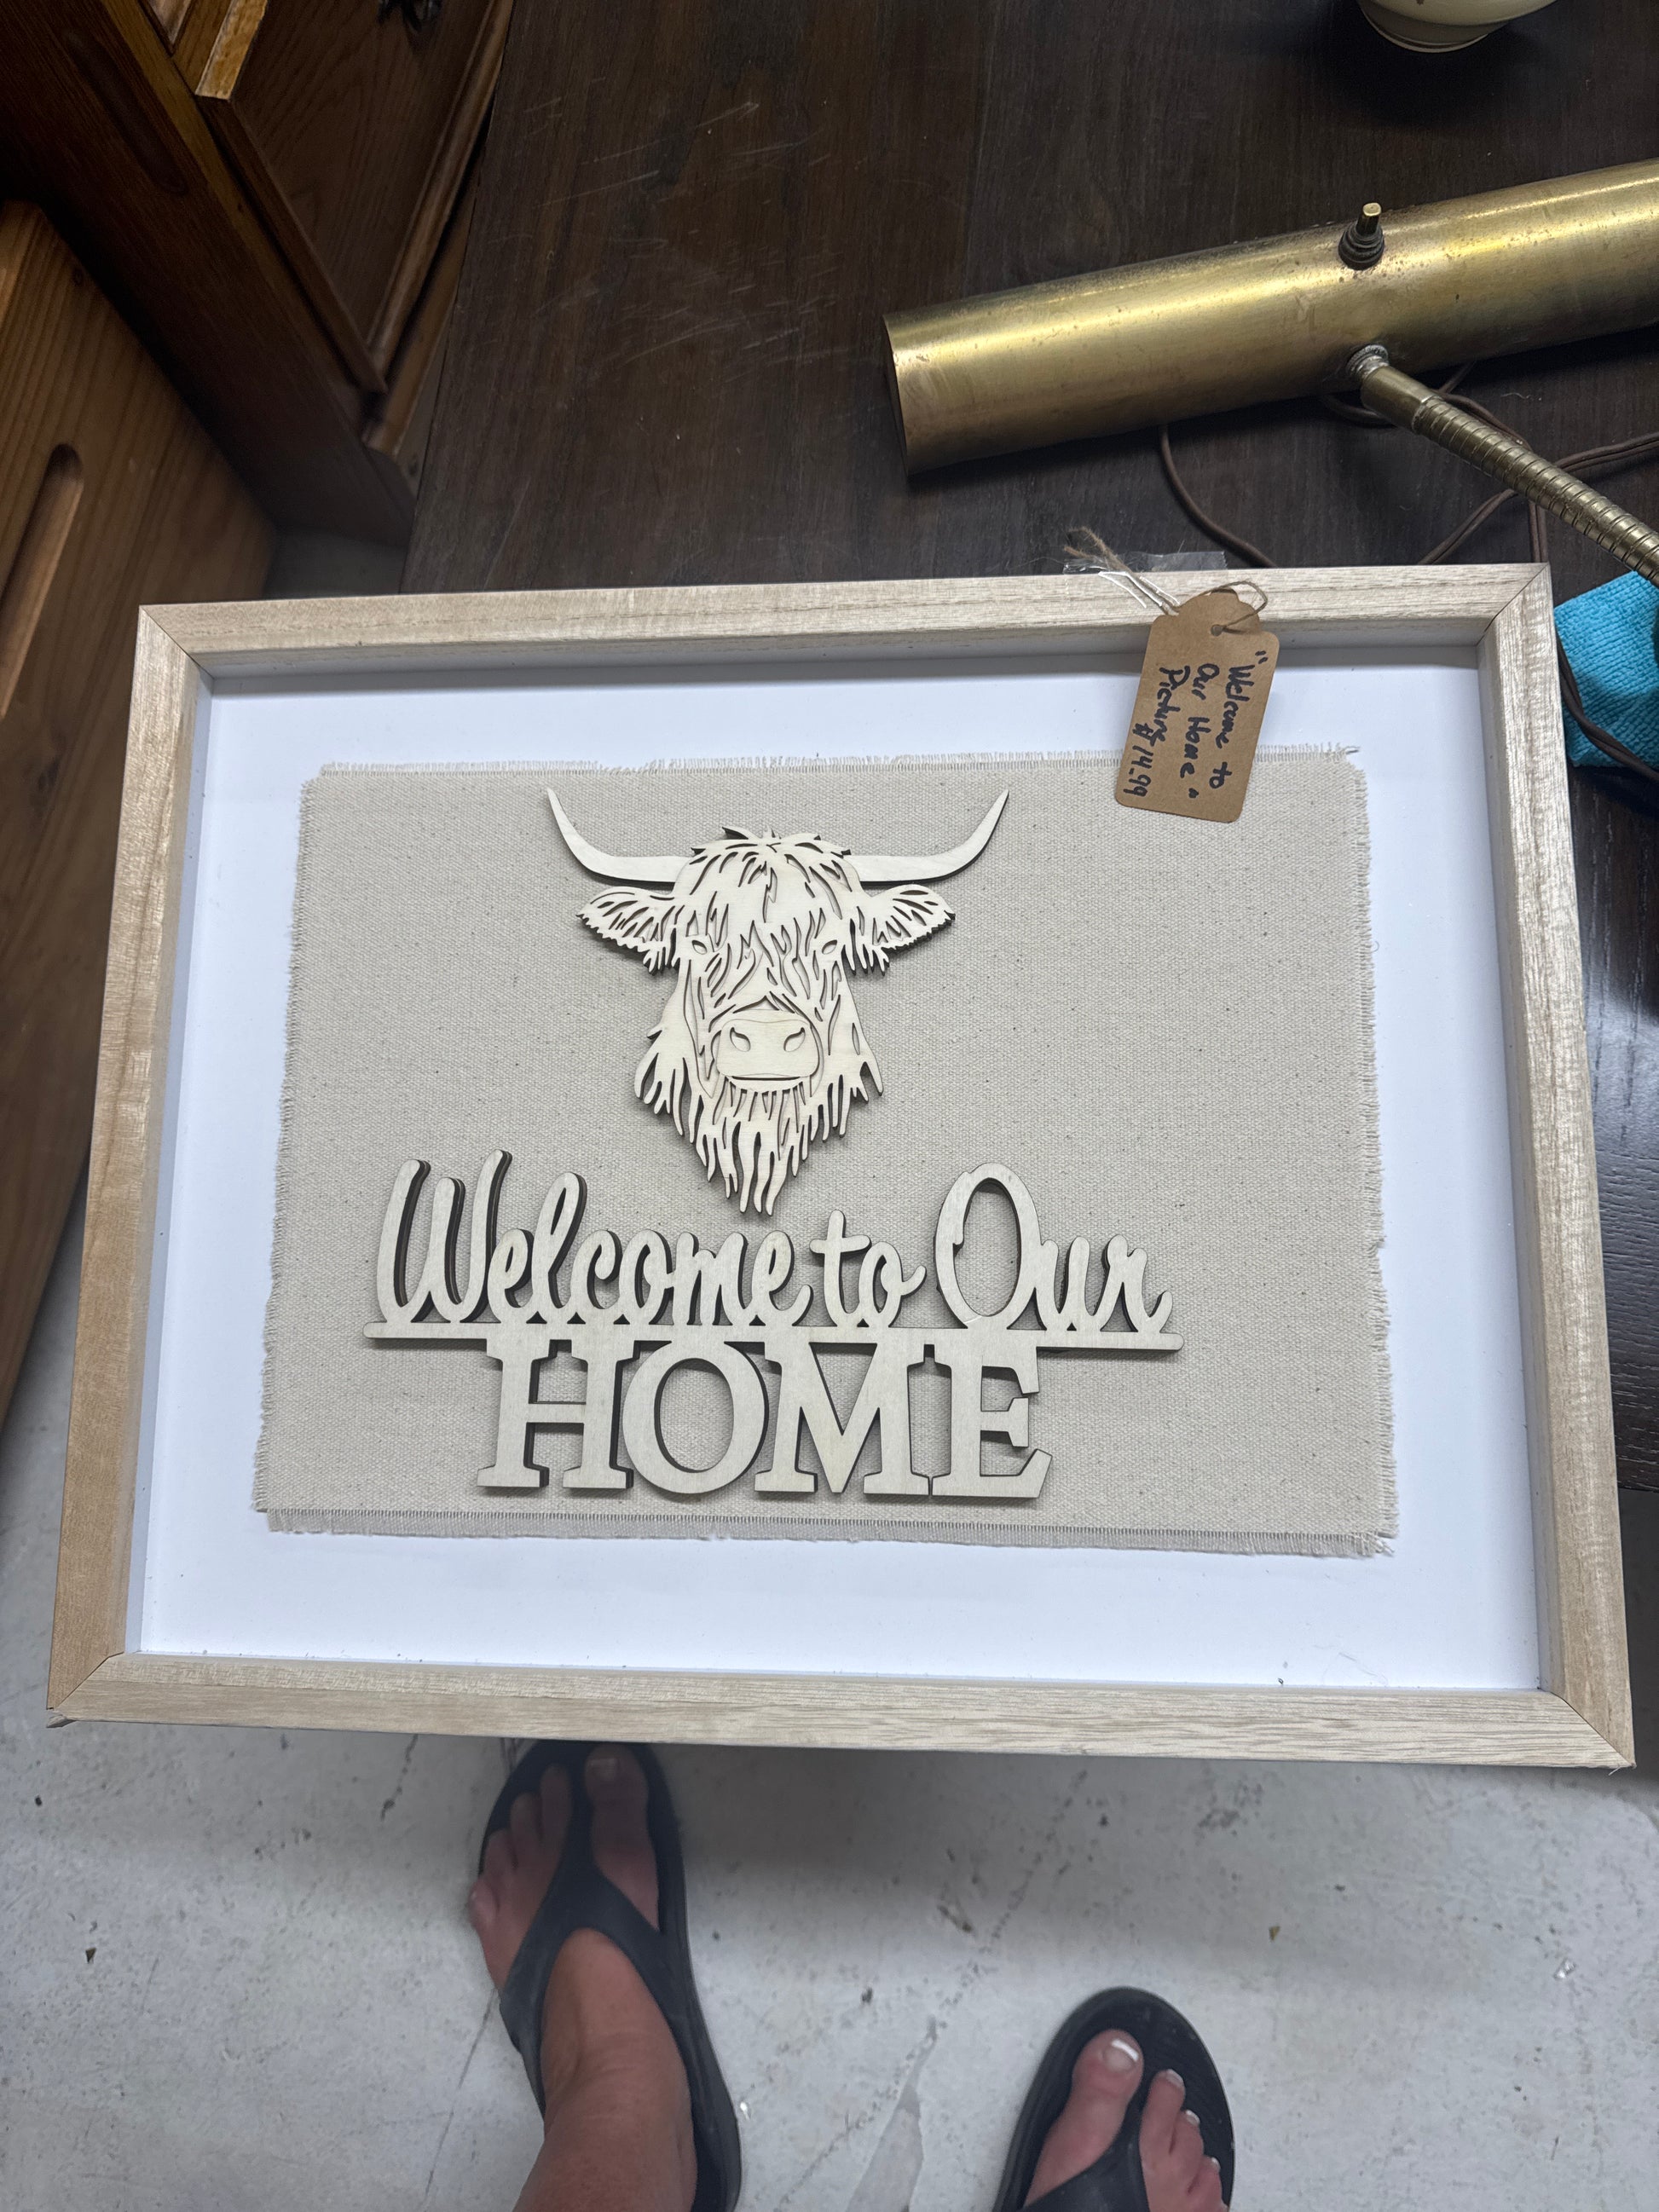 "Welcome to
Our Home"
Picture
$14.99
Welcome to Our
HOME